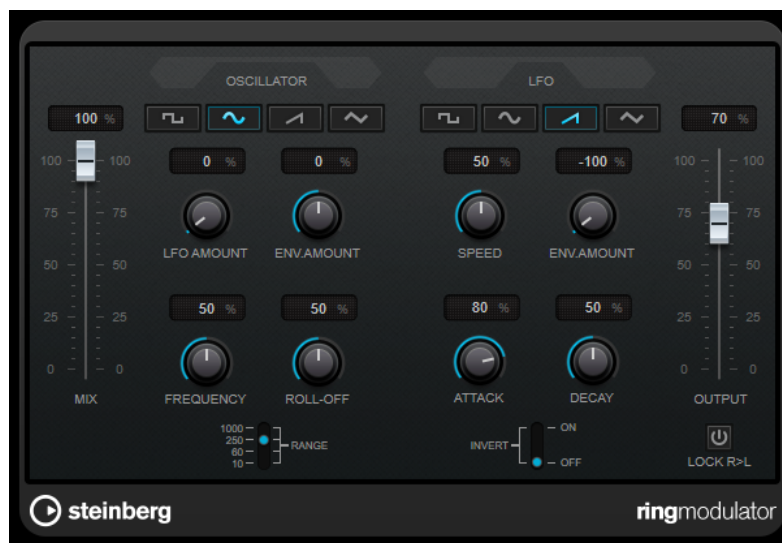 OSCILLATOR
LFO
100 %
70 %
0 %
0 %
50 %
-100 %
100 100
75 75
50 50
25 25
0 0
100 100
75 75
50 50
25 25
0 0
LFO AMOUNT
ENV.AMOUNT
SPEED
ENV.AMOUNT
50 %
50 %
80 %
50 %
MIX
FREQUENCY
ROLL-OFF
ATTACK
DECAY
OUTPUT
1000
250
60
10
RANGE
INVERT
ON
OFF
LOCK R>L
steinberg
ringmodulator